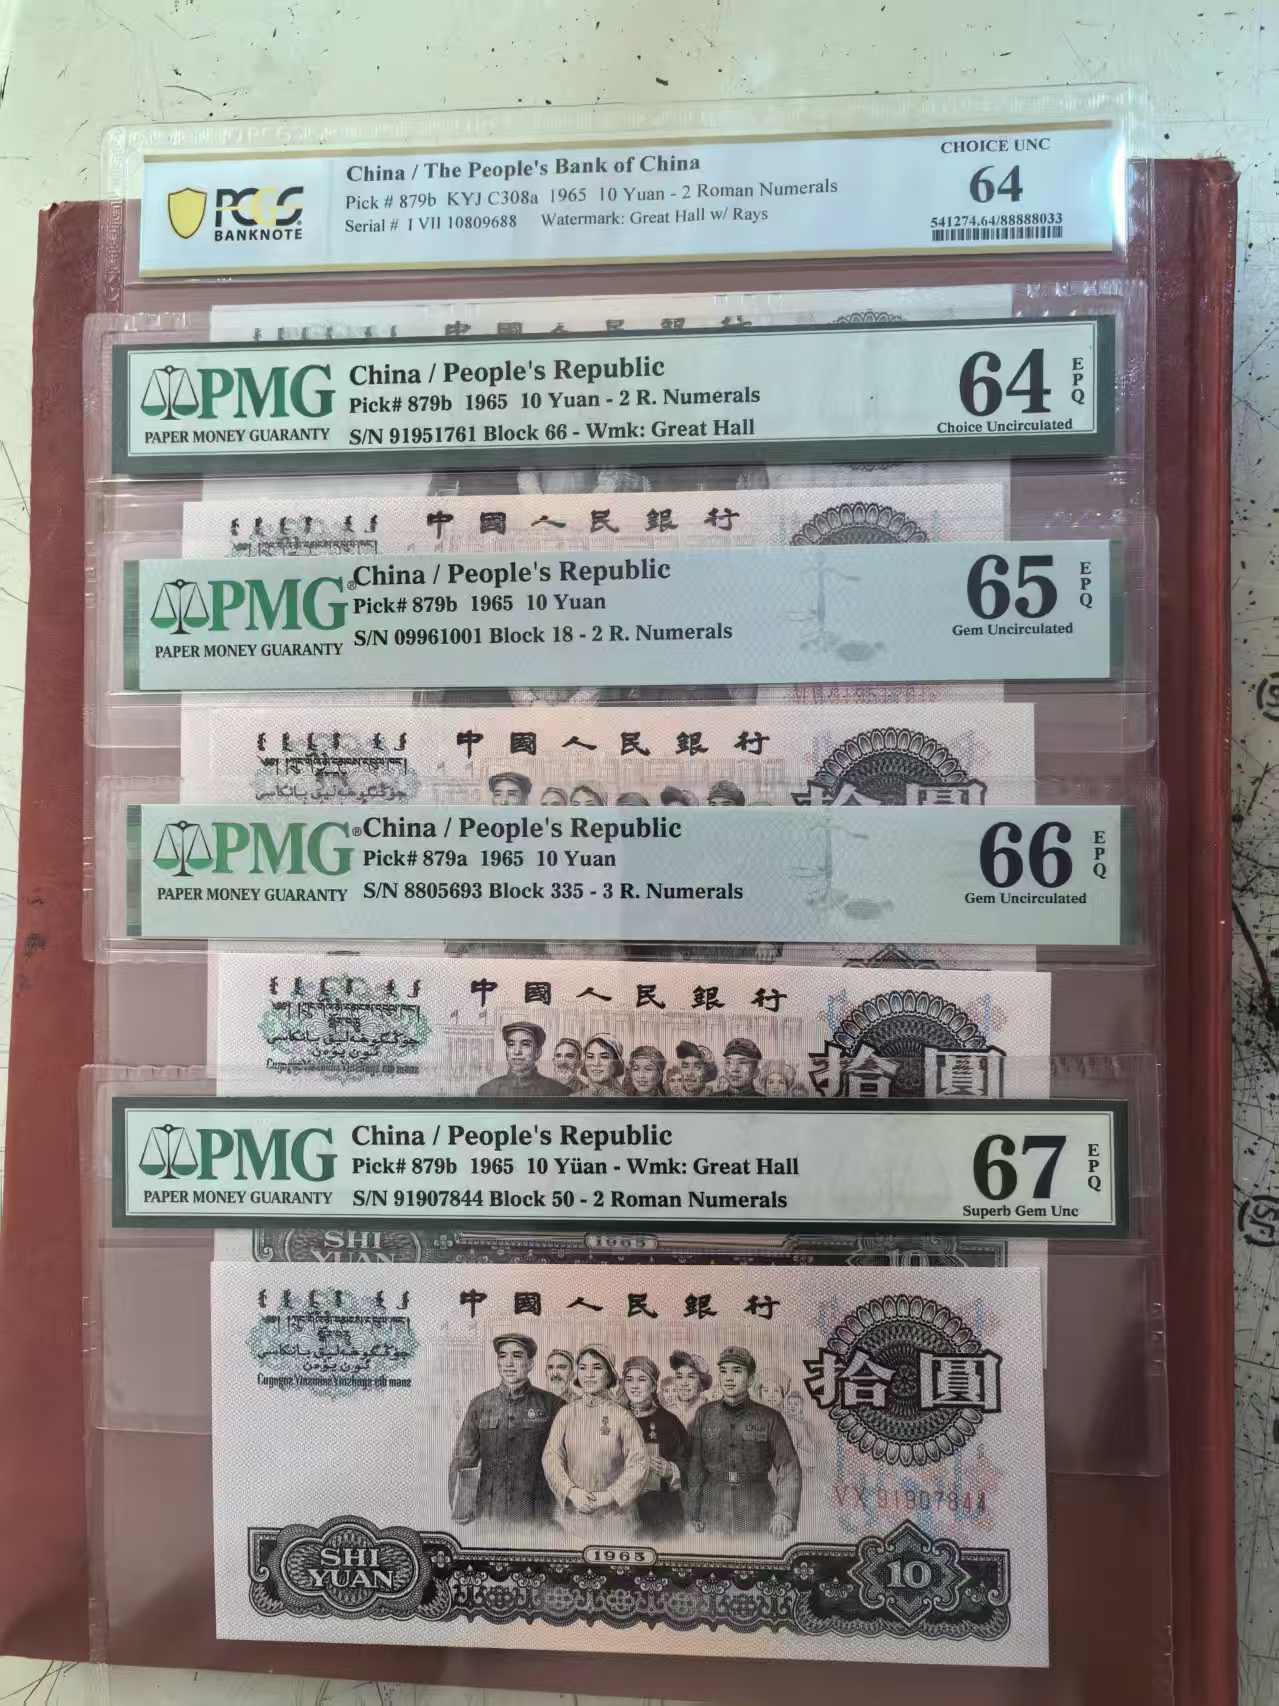 PCGS
BANKNOTE
China / The People's Bank of China
Pick # 879b KYJ C308a 1965 10 Yuan - 2 Roman Numerals
Serial # I VII 10809688 Watermark: Great Hall w/ Rays
CHOICE UNC
64
541274.64/88888033
PMG
PAPER MONEY GUARANTY
China / People's Republic
Pick# 879b 1965 10 Yuan - 2 R. Numerals
S/N 91951761 Block 66 - Wmk: Great Hall
64 EPQ
Choice Uncirculated
中國人民銀行
PMG®
PAPER MONEY GUARANTY
China / People's Republic
Pick# 879b 1965 10 Yuan
S/N 09961001 Block 18 - 2 R. Numerals
65 EPQ
Gem Uncirculated
中國人民銀行
拾圓
PMG®
PAPER MONEY GUARANTY
China / People's Republic
Pick# 879a 1965 10 Yuan
S/N 8805693 Block 335 - 3 R. Numerals
66 EPQ
Gem Uncirculated
中國人民銀行
拾圓
PMG
PAPER MONEY GUARANTY
China / People's Republic
Pick# 879b 1965 10 Yüan - Wmk: Great Hall
S/N 91907844 Block 50 - 2 Roman Numerals
67 EPQ
Superb Gem Unc
SHI
YUAN
1965
10
中國人民銀行
拾圓
VX 91907844
SHI
YUAN
1965
10